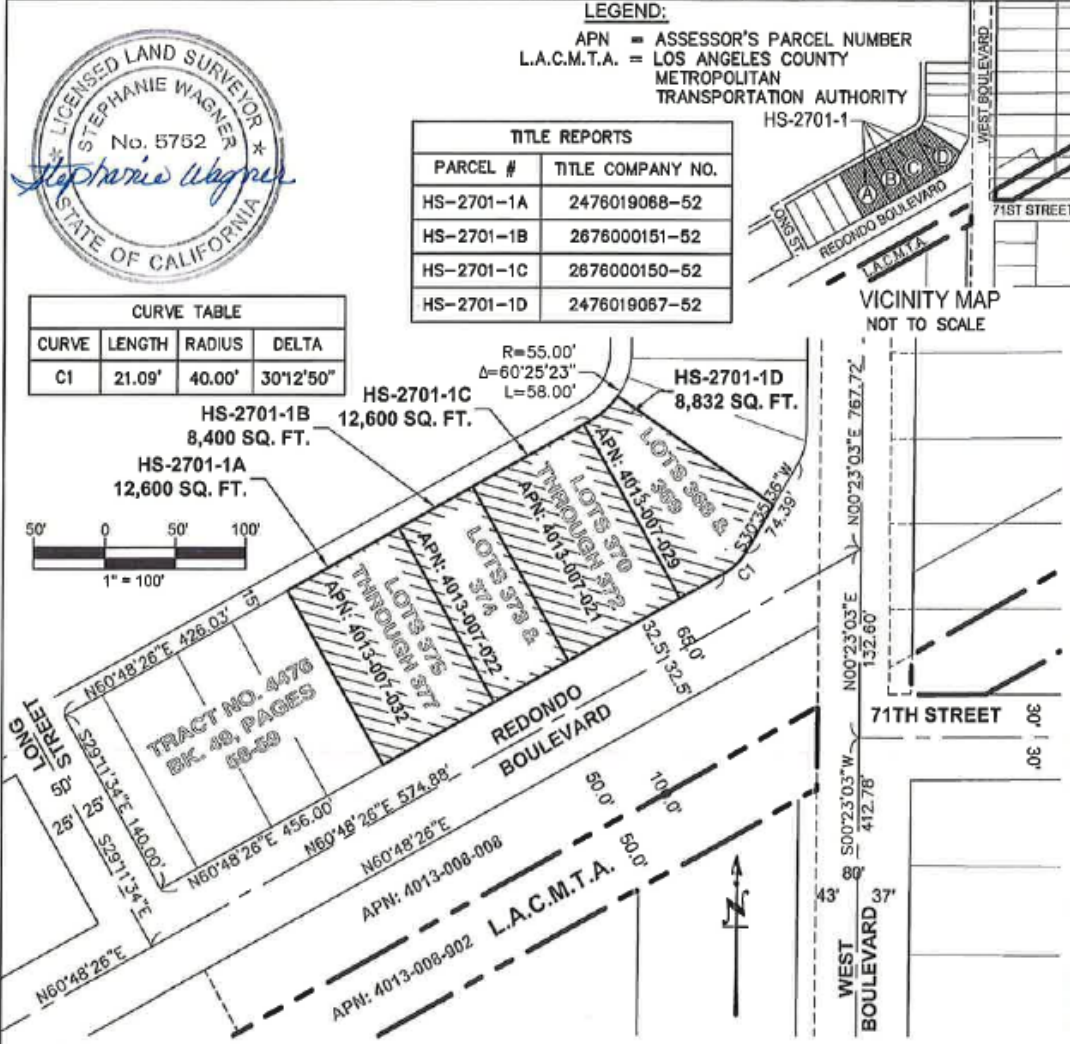 LEGEND:
APN = ASSESSOR'S PARCEL NUMBER
L.A.C.M.T.A. = LOS ANGELES COUNTY
METROPOLITAN
TRANSPORTATION AUTHORITY
LICENSED LAND SURVEYOR
STEPHANIE WAGNER
No. 5752
Stephanie Wagner
STATE OF CALIFORNIA
TITLE REPORTS
PARCEL # TITLE COMPANY NO.
HS-2701-1A 2476019068-52
HS-2701-1B 2676000151-52
HS-2701-1C 2676000150-52
HS-2701-1D 2476019067-52
HS-2701-1
WEST BOULEVARD
A B C D
LONG ST
REDONDO BOULEVARD
71ST STREET
L.A.C.M.T.A.
VICINITY MAP
NOT TO SCALE
CURVE TABLE
CURVE LENGTH RADIUS DELTA
C1 21.09' 40.00' 30°12'50"
R=55.00'
Δ=60°25'23"
L=58.00'
HS-2701-1D
8,832 SQ. FT.
HS-2701-1C
12,600 SQ. FT.
HS-2701-1B
8,400 SQ. FT.
HS-2701-1A
12,600 SQ. FT.
50' 0 50' 100'
1" = 100'
LOTS 368 &
369
APN: 4015-007-029
LOTS 370
THROUGH 372
APN: 4013-007-021
LOTS 373 &
374
APN: 4013-007-022
LOTS 375
THROUGH 377
APN: 4013-007-032
S30°35'36"W
74.39'
C1
N00°23'03"E 767.72'
N00°23'03"E
132.60'
N60°48'26"E 426.03'
15'
TRACT NO. 4476
BK. 49, PAGES
58-59
LONG
STREET
50'
25' 25'
S29°11'34"E 140.00'
S29°11'34"E
N60°48'26"E 456.00'
N60°48'26"E 574.88'
N60°48'26"E
N60°48'26"E
REDONDO
BOULEVARD
32.5' 32.5'
65.0'
71TH STREET
30'
30'
50.0'
100.0'
50.0'
APN: 4013-008-008
APN: 4013-008-002
L.A.C.M.T.A.
N
S00°23'03"W
412.78'
80'
43' 37'
WEST
BOULEVARD